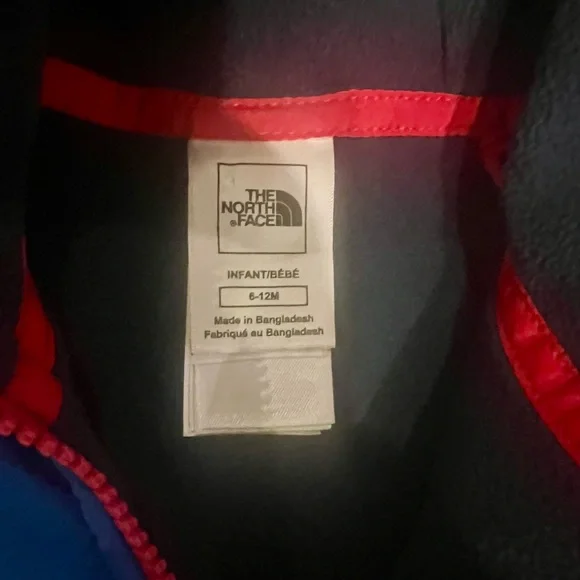 THE
NORTH
®FACE
INFANT/BÉBÉ
6-12M
Made in Bangladesh
Fabriqué au Bangladesh